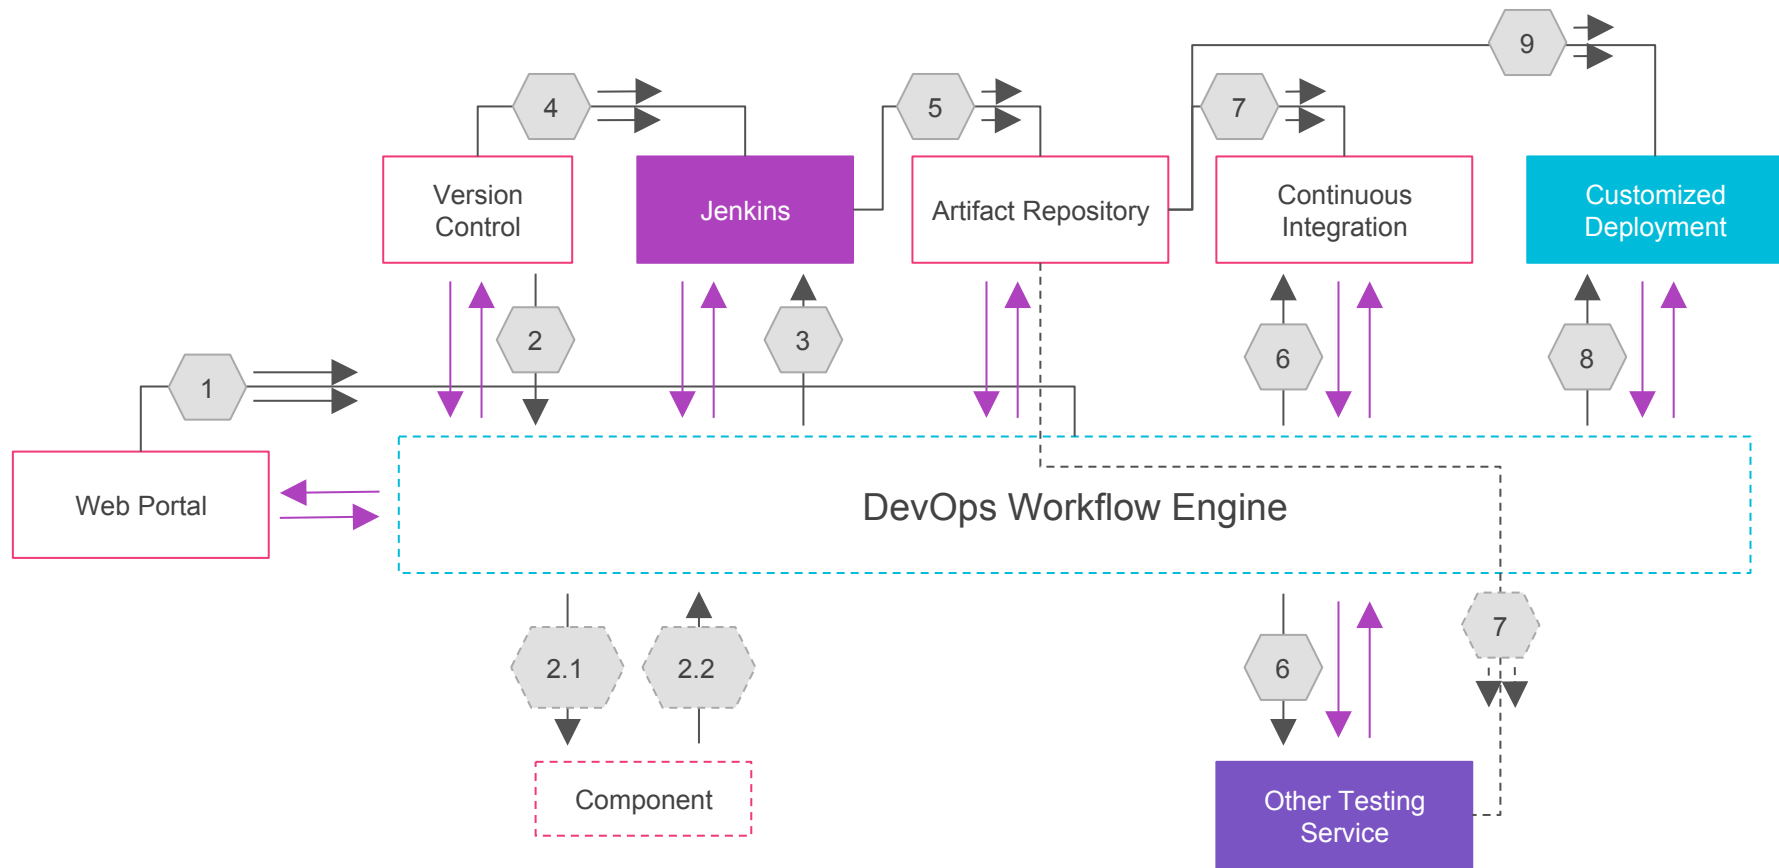 9
4
5
7
Version
Control
Jenkins
Artifact Repository
Continuous
Integration
Customized
Deployment
1
2
3
6
8
Web Portal
DevOps Workflow Engine
2.1
2.2
6
7
Component
Other Testing
Service